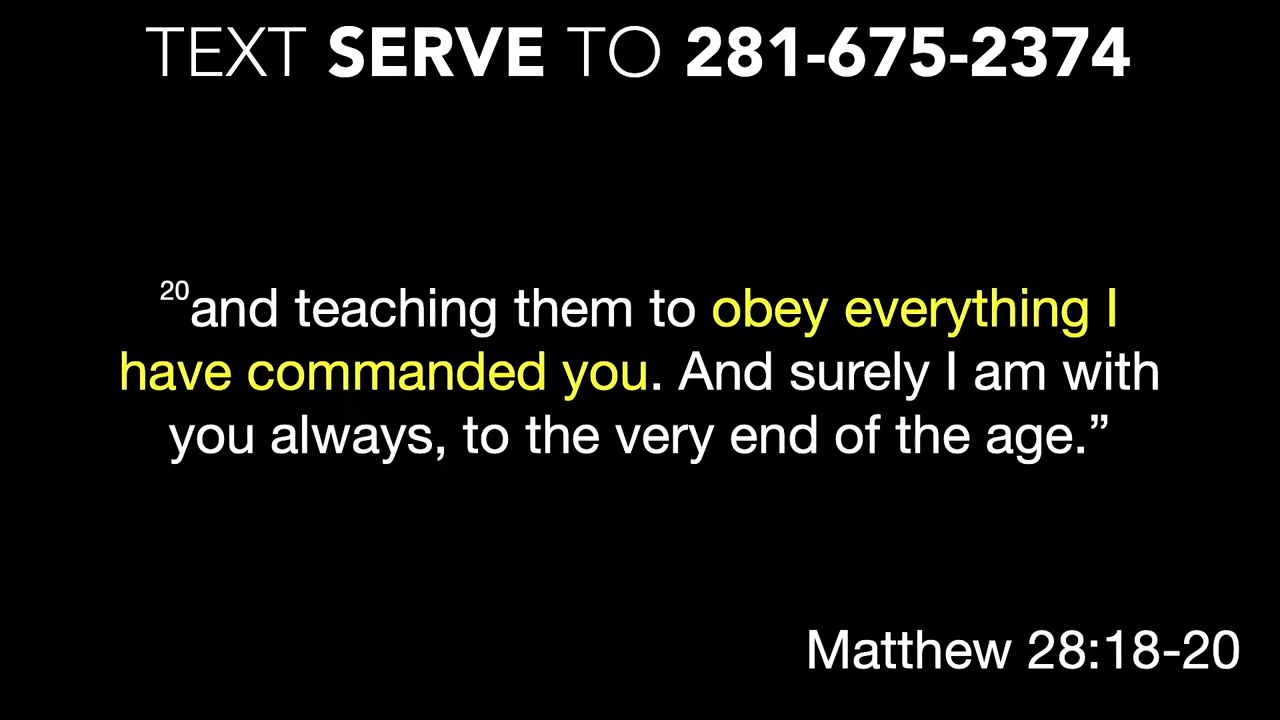 TEXT SERVE TO 281-675-2374
20and teaching them to obey everything I
have commanded you. And surely I am with
you always, to the very end of the age.”
Matthew 28:18-20